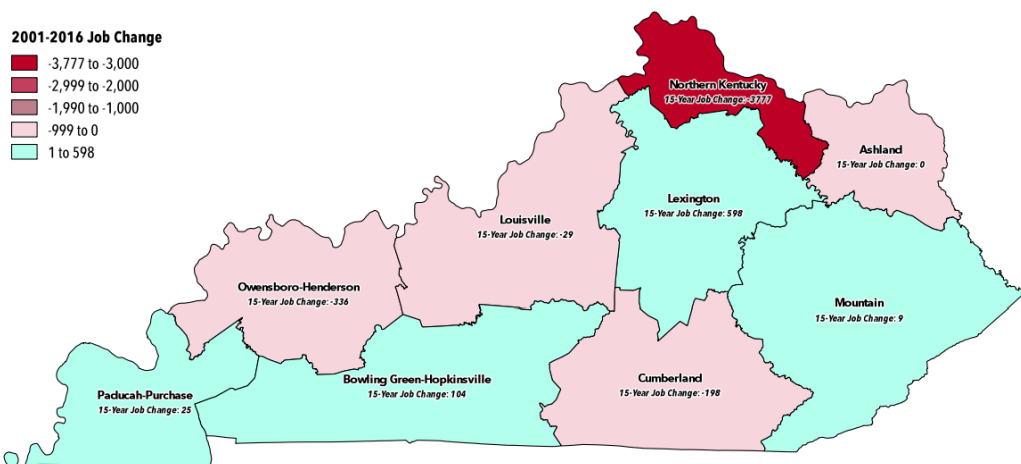 2001-2016 Job Change
-3,777 to -3,000
-2,999 to -2,000
-1,990 to -1,000
-999 to 0
1 to 598
Northern Kentucky
15-Year Job Change: -3777
Ashland
15-Year Job Change: 0
Lexington
15-Year Job Change: 598
Louisville
15-Year Job Change: -29
Owensboro-Henderson
15-Year Job Change: -336
Mountain
15-Year Job Change: 9
Bowling Green-Hopkinsville
15-Year Job Change: 104
Cumberland
15-Year Job Change: -198
Paducah-Purchase
15-Year Job Change: 25